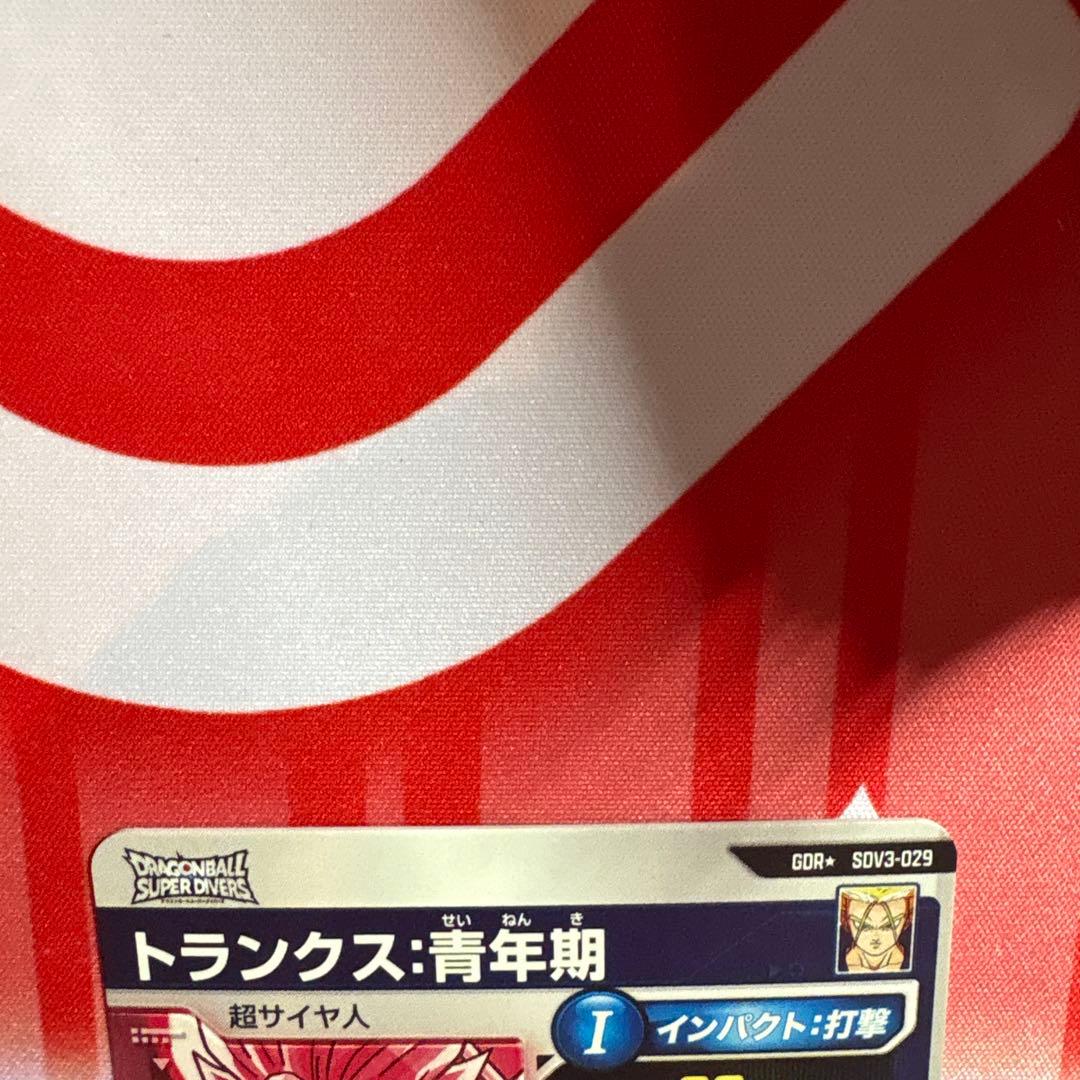 GDR★ SDV3-029
DRAGONBALL
SUPER DIVERS
せいねんき
トランクス:青年期
超サイヤ人
I インパクト:打撃